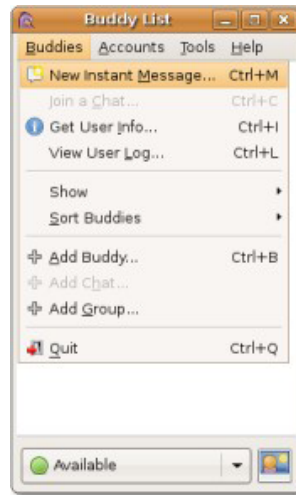 Buddy List
Buddies Accounts Tools Help
New Instant Message... Ctrl+M
Join a Chat... Ctrl+C
Get User Info... Ctrl+I
View User Log... Ctrl+L
Show
Sort Buddies
Add Buddy... Ctrl+B
Add Chat...
Add Group...
Quit Ctrl+Q
Available